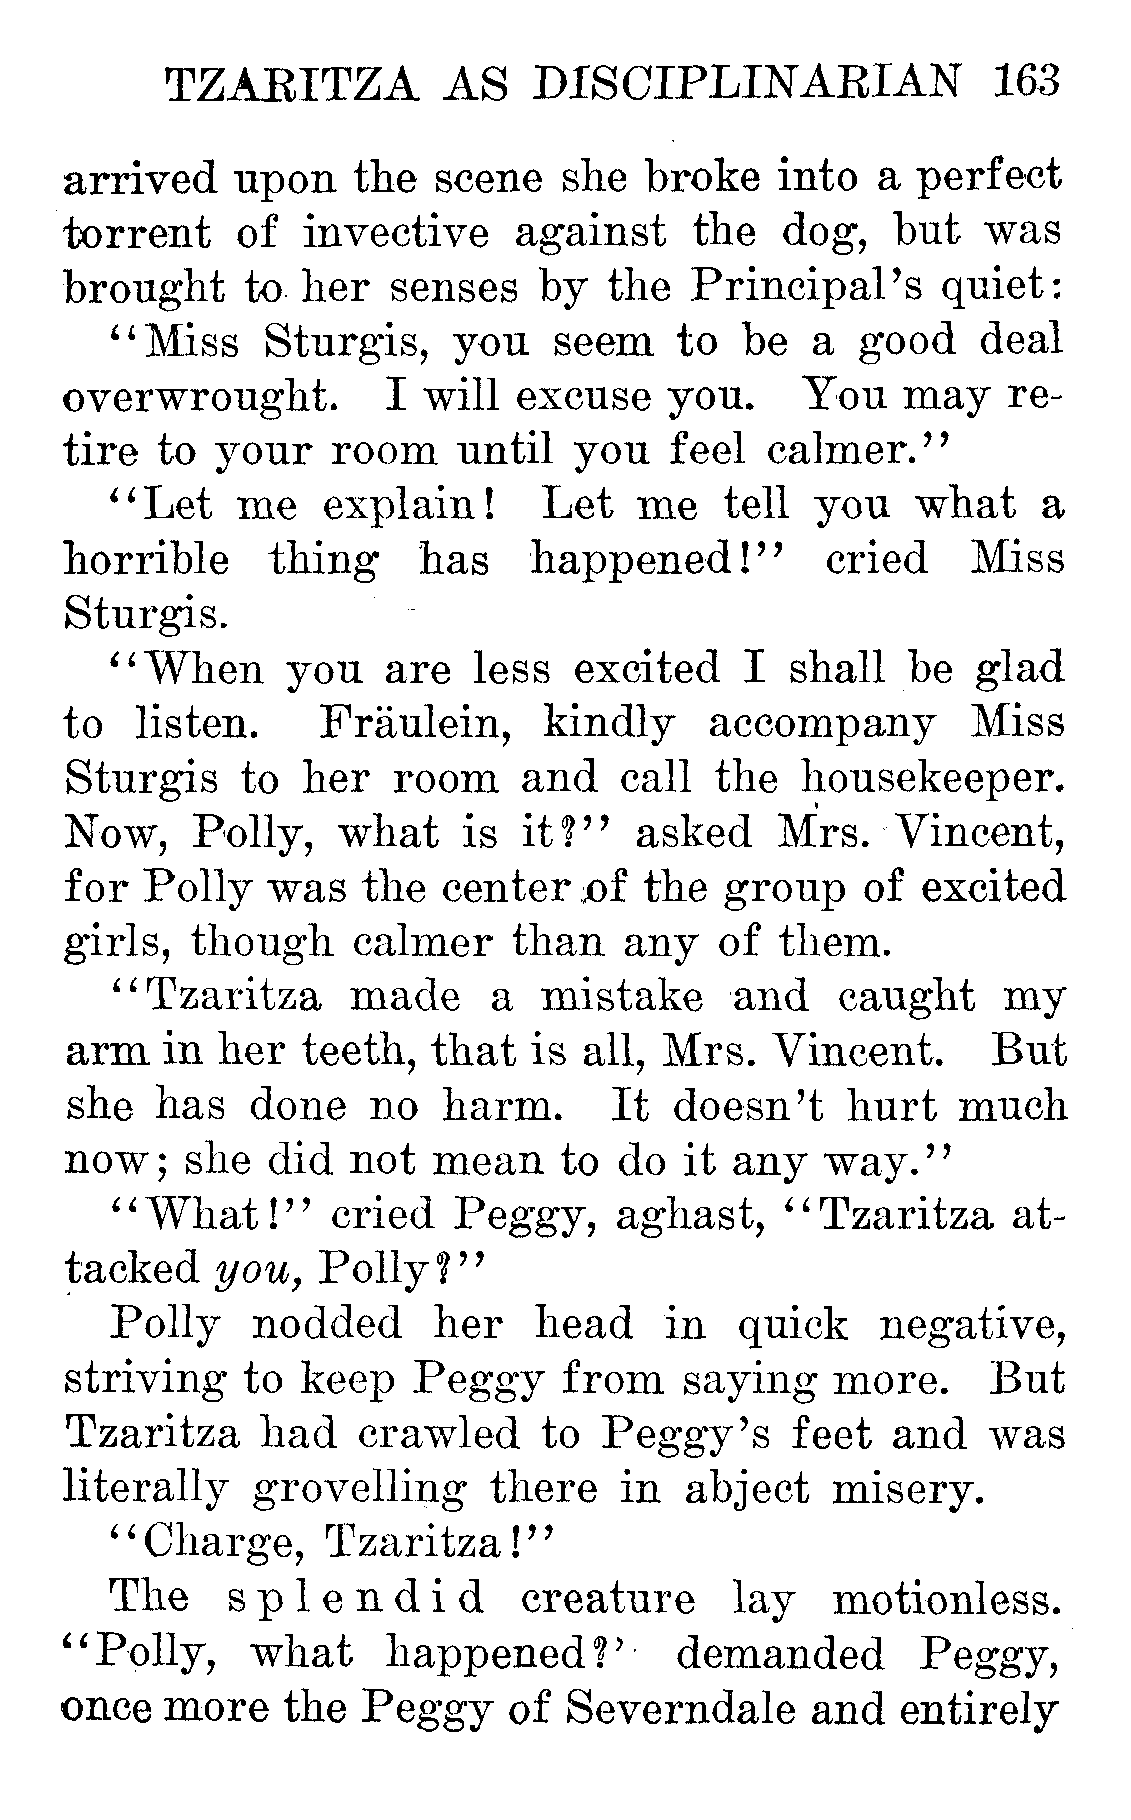 TZARITZA AS DISCIPLINARIAN 163
arrived upon the scene she broke into a perfect
torrent of invective against the dog, but was
brought to her senses by the Principal's quiet:
"Miss Sturgis, you seem to be a good deal
overwrought. I will excuse you. You may re-
tire to your room until you feel calmer."
"Let me explain! Let me tell you what a
horrible thing has happened!" cried Miss
Sturgis.
"When you are less excited I shall be glad
to listen. Fräulein, kindly accompany Miss
Sturgis to her room and call the housekeeper.
Now, Polly, what is it?" asked Mrs. Vincent,
for Polly was the center of the group of excited
girls, though calmer than any of them.
"Tzaritza made a mistake and caught my
arm in her teeth, that is all, Mrs. Vincent. But
she has done no harm. It doesn't hurt much
now; she did not mean to do it any way."
"What!" cried Peggy, aghast, "Tzaritza at-
tacked you, Polly?"
Polly nodded her head in quick negative,
striving to keep Peggy from saying more. But
Tzaritza had crawled to Peggy's feet and was
literally grovelling there in abject misery.
"Charge, Tzaritza!"
The splendid creature lay motionless.
"Polly, what happened?' demanded Peggy,
once more the Peggy of Severndale and entirely